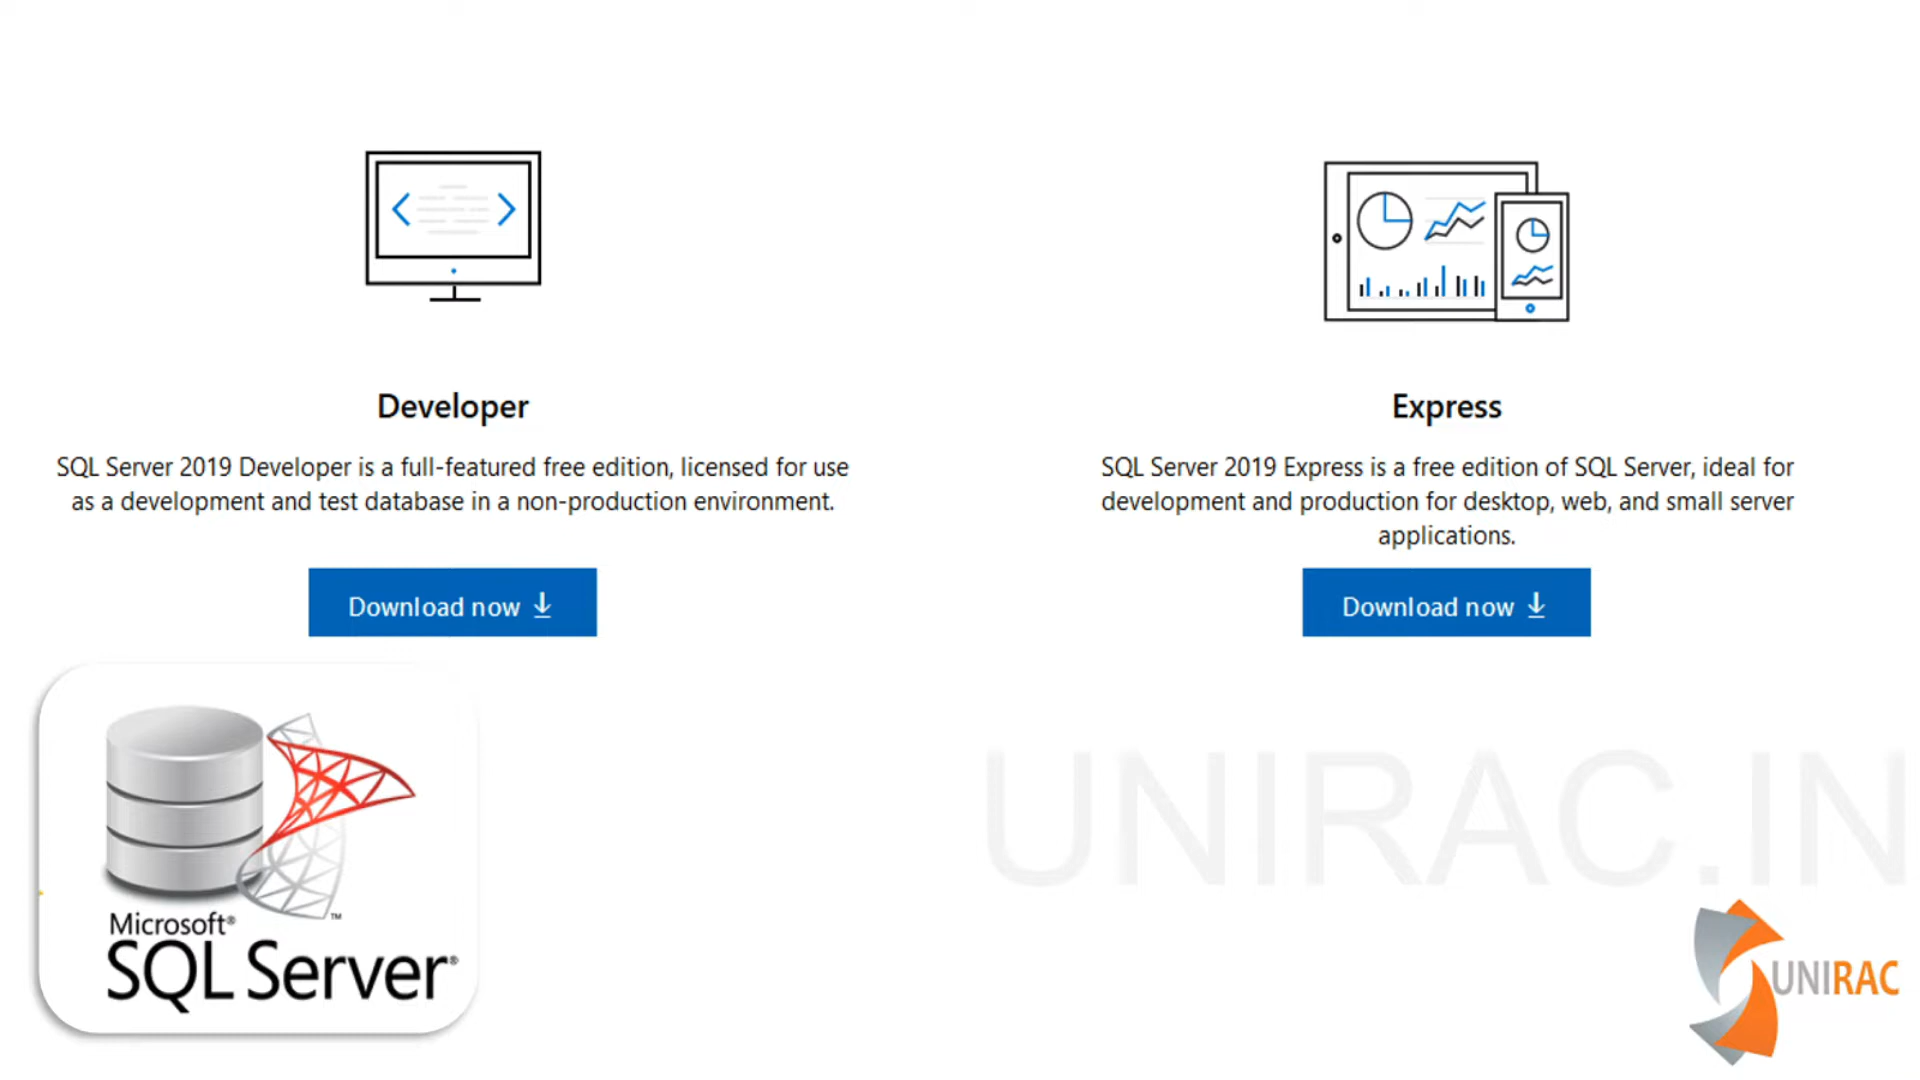 Developer
SQL Server 2019 Developer is a full-featured free edition, licensed for use
as a development and test database in a non-production environment.
Download now
Express
SQL Server 2019 Express is a free edition of SQL Server, ideal for
development and production for desktop, web, and small server
applications.
Download now
Microsoft®
SQL Server®
™
UNIRAC.IN
UNIRAC